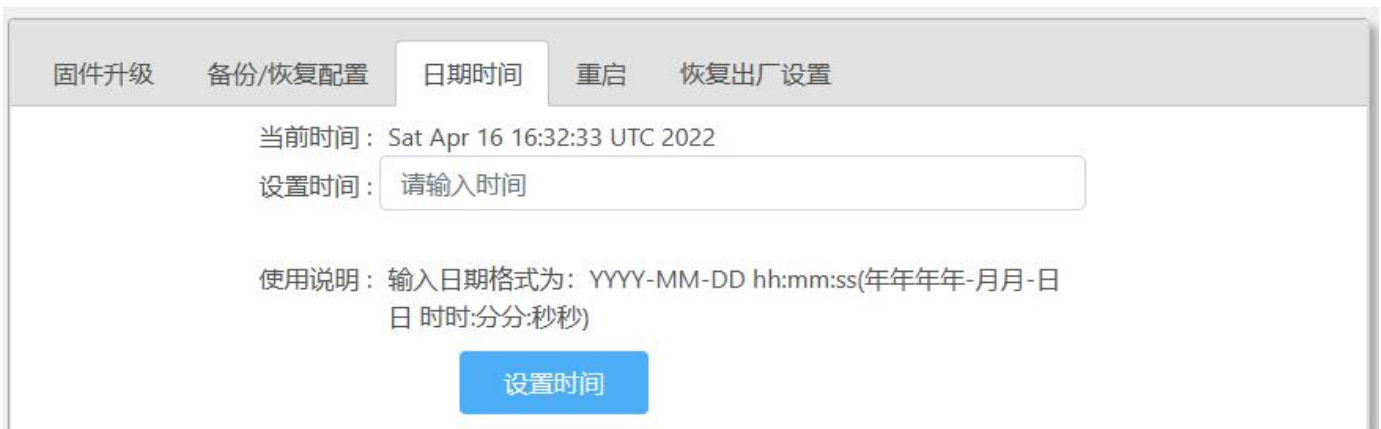 固件升级 备份/恢复配置 日期时间 重启 恢复出厂设置
当前时间 : Sat Apr 16 16:32:33 UTC 2022
设置时间 : 请输入时间
使用说明 : 输入日期格式为：YYYY-MM-DD hh:mm:ss(年年年年-月月-日
日 时时:分分:秒秒)
设置时间